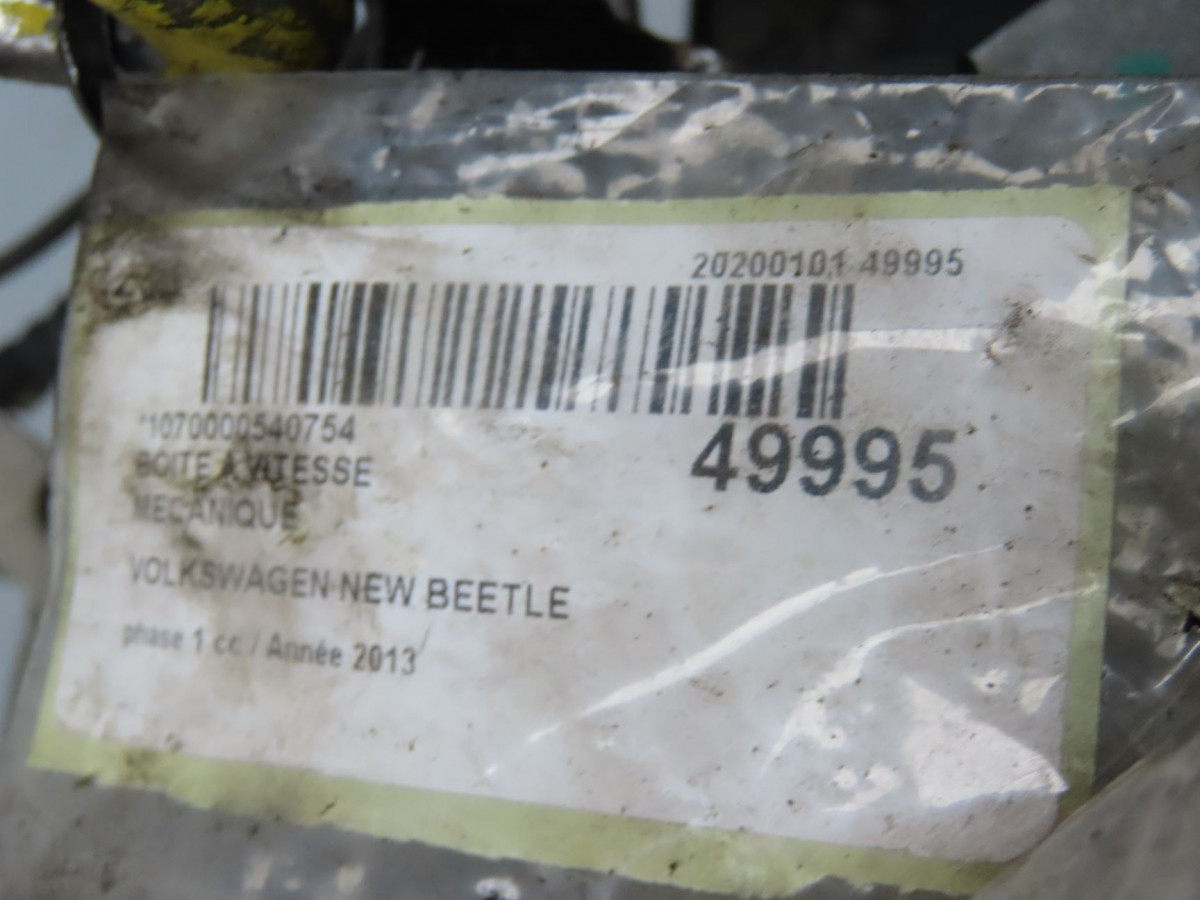 20200101 49995
*1070000540754
49995
BOITE A VITESSE
MECANIQUE
VOLKSWAGEN NEW BEETLE
phase 1 cc / Année 2013